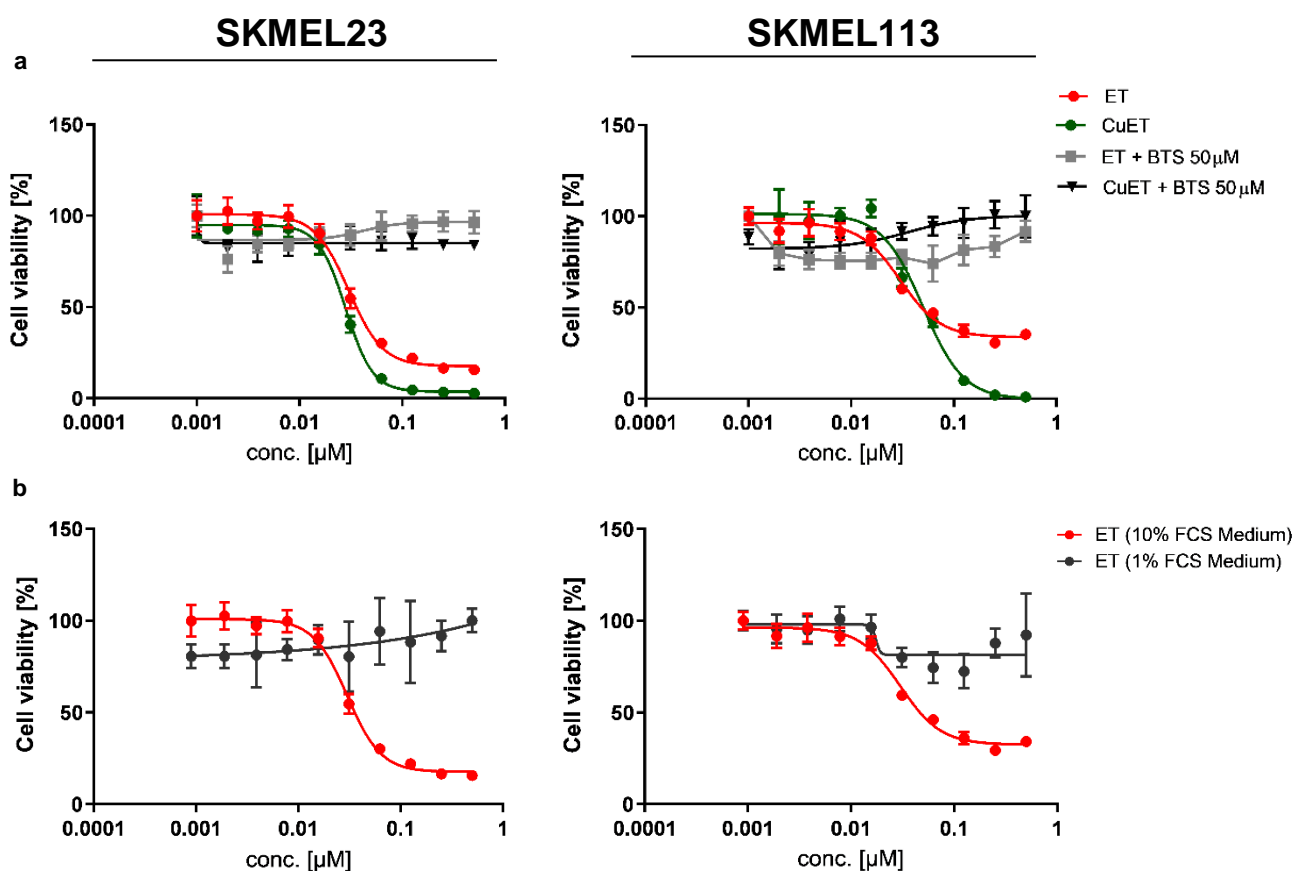 SKMEL23 SKMEL113
a
ET
CuET
ET + BTS 50μM
CuET + BTS 50μM
150
100
50
0
Cell viability [%]
0.0001 0.001 0.01 0.1 1
conc. [μM]
150
100
50
0
Cell viability [%]
0.0001 0.001 0.01 0.1 1
conc. [μM]
b
ET (10% FCS Medium)
ET (1% FCS Medium)
150
100
50
0
Cell viability [%]
0.0001 0.001 0.01 0.1 1
conc. [μM]
150
100
50
0
Cell viability [%]
0.0001 0.001 0.01 0.1 1
conc. [μM]